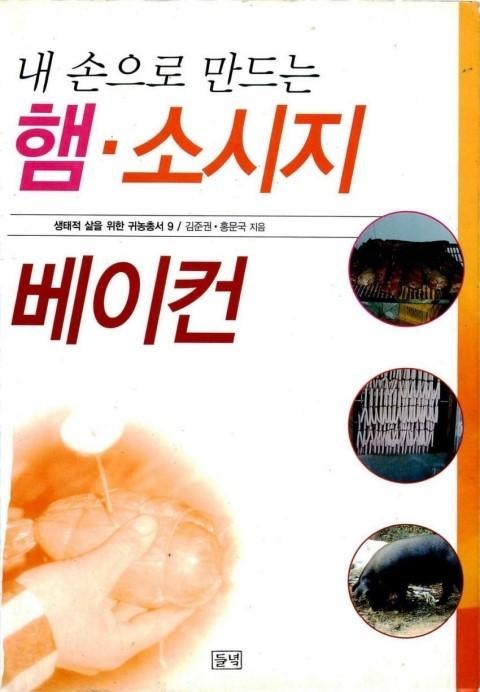 내 손으로 만드는
햄·소시지
생태적 삶을 위한 귀농총서 9 / 김준권·홍문국 지음
베이컨
들녘